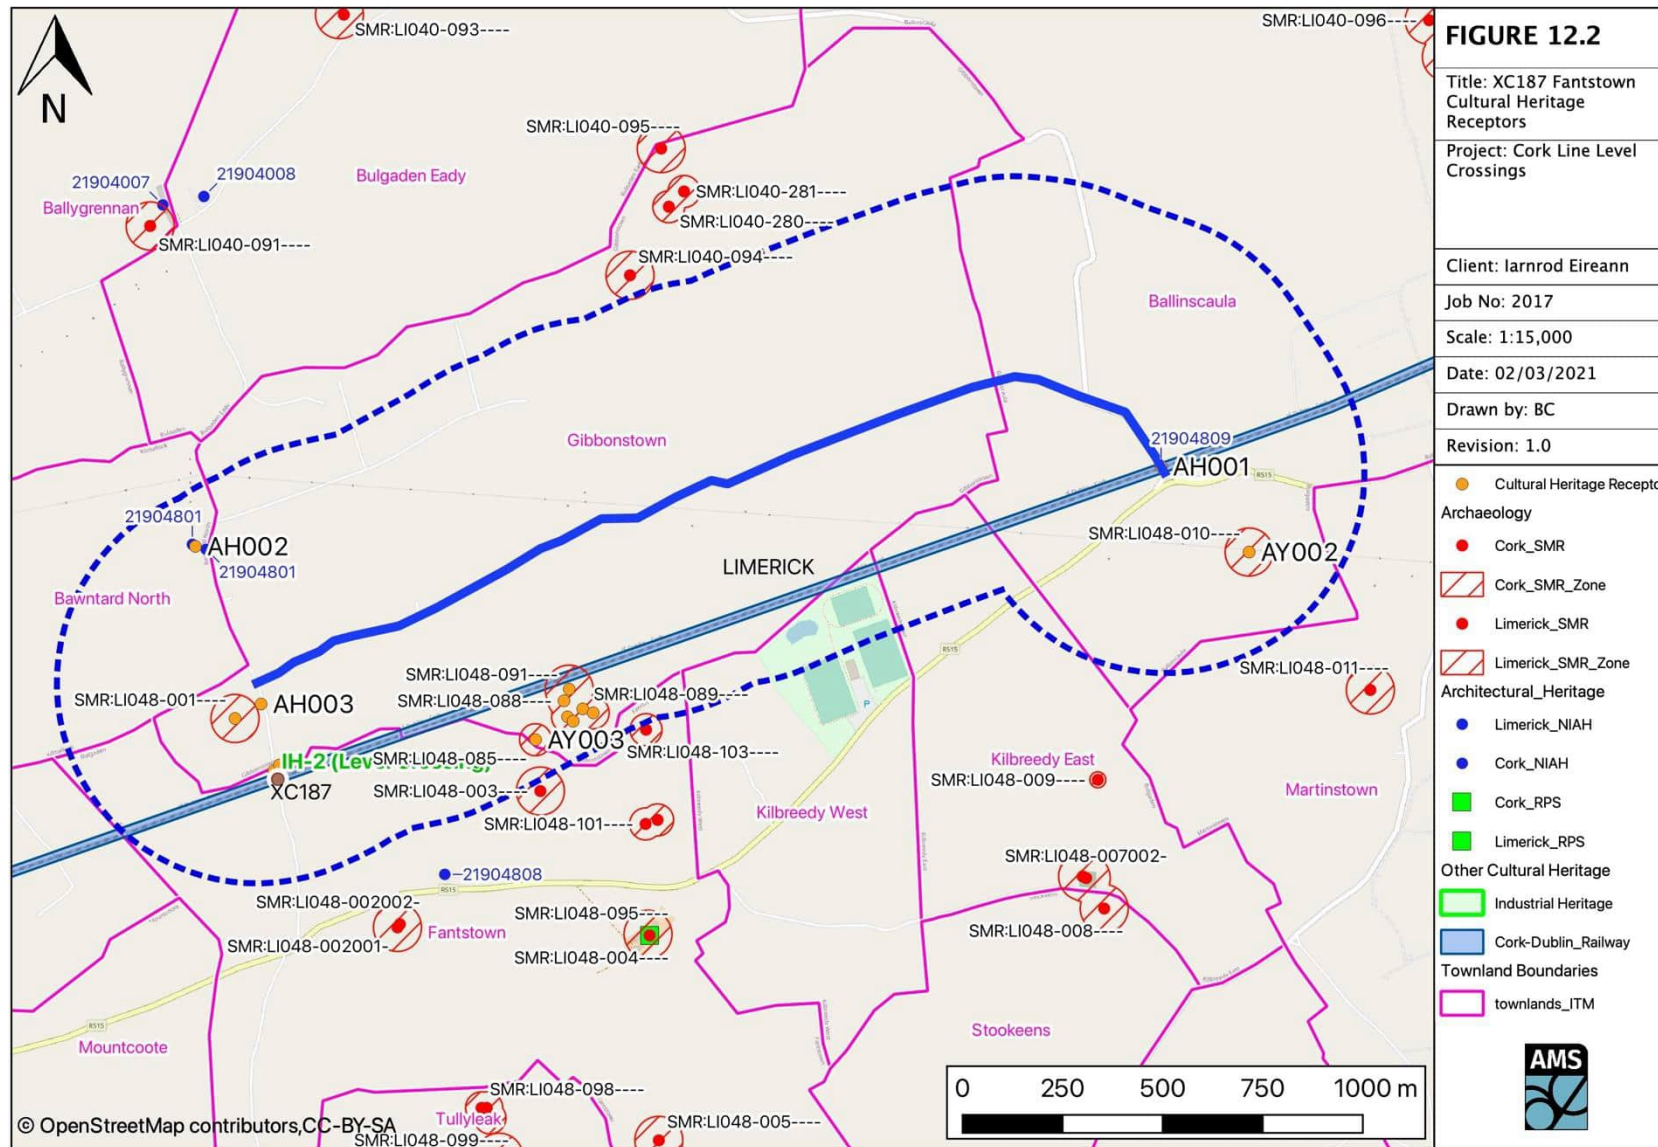 N
SMR:LI040-093----
SMR:LI040-096----
SMR:LI040-095----
21904007
21904008
Bulgaden Eady
Ballygrennan
SMR:LI040-091----
SMR:LI040-281----
SMR:LI040-280----
SMR:LI040-094----
Ballinscaula
Gibbonstown
21904809
AH001
R515
21904801
AH002
21904801
SMR:LI048-010----
AY002
LIMERICK
Bawntard North
R515
SMR:LI048-091----
SMR:LI048-011----
SMR:LI048-001----
AH003
SMR:LI048-088----
SMR:LI048-089----
P
AY003
SMR:LI048-103----
SMR:LI048-085----
IH-2 (Level Crossing)
XC187
Kilbreedy East
SMR:LI048-009----
SMR:LI048-003----
Martinstown
SMR:LI048-101----
Kilbreedy West
SMR:LI048-007002-
21904808
R515
SMR:LI048-002002-
SMR:LI048-095----
Fantstown
SMR:LI048-008----
SMR:LI048-002001-
SMR:LI048-004----
R515
Stookeens
Mountcoote
SMR:LI048-098----
Tullyleak
SMR:LI048-005----
SMR:LI048-099----
© OpenStreetMap contributors,CC-BY-SA
0 250 500 750 1000 m
FIGURE 12.2
Title: XC187 Fantstown
Cultural Heritage
Receptors
Project: Cork Line Level
Crossings
Client: Iarnrod Eireann
Job No: 2017
Scale: 1:15,000
Date: 02/03/2021
Drawn by: BC
Revision: 1.0
Cultural Heritage Recepto
Archaeology
Cork_SMR
Cork_SMR_Zone
Limerick_SMR
Limerick_SMR_Zone
Architectural_Heritage
Limerick_NIAH
Cork_NIAH
Cork_RPS
Limerick_RPS
Other Cultural Heritage
Industrial Heritage
Cork-Dublin_Railway
Townland Boundaries
townlands_ITM
AMS